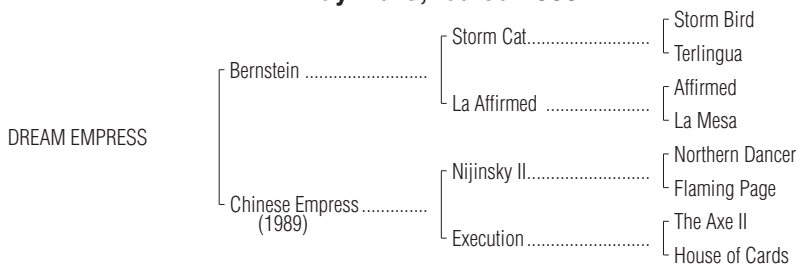 Storm Bird
Storm Cat
Terlingua
Bernstein
Affirmed
La Affirmed
La Mesa
DREAM EMPRESS
Northern Dancer
Nijinsky II
Flaming Page
Chinese Empress
(1989)
The Axe II
Execution
House of Cards